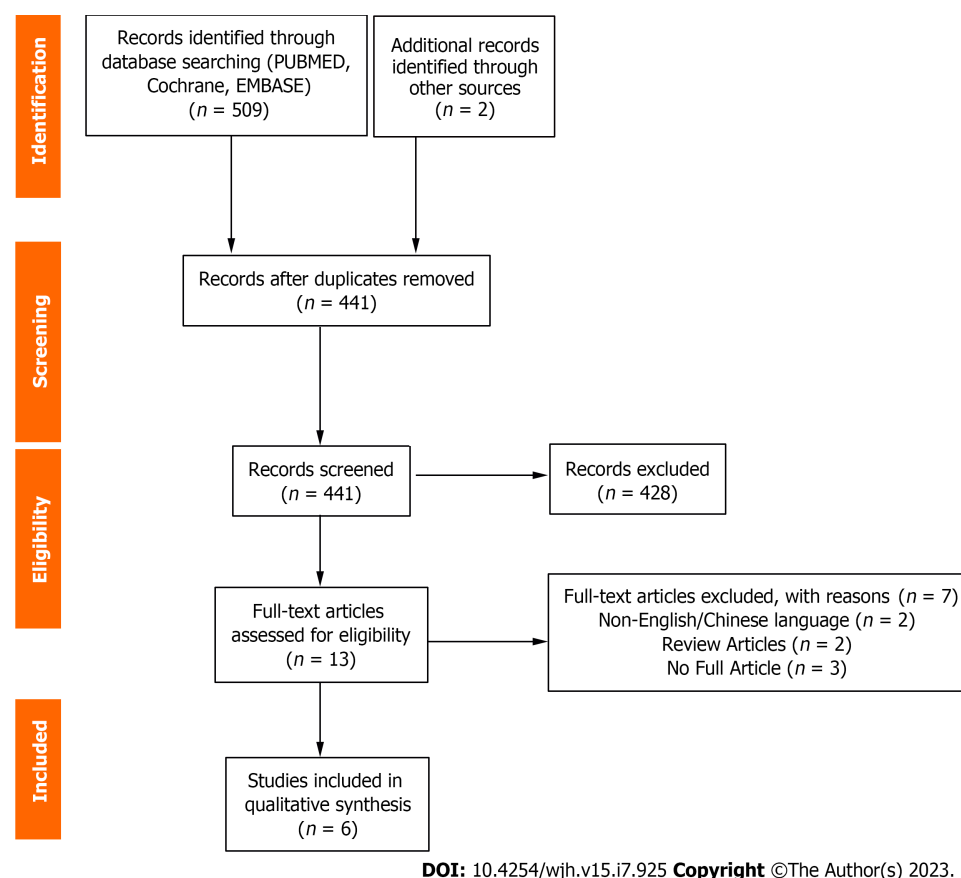 Identification
Records identified through
database searching (PUBMED,
Cochrane, EMBASE)
(n = 509)
Additional records
identified through
other sources
(n = 2)
Screening
Records after duplicates removed
(n = 441)
Eligibility
Records screened
(n = 441)
Records excluded
(n = 428)
Full-text articles
assessed for eligibility
(n = 13)
Full-text articles excluded, with reasons (n = 7)
Non-English/Chinese language (n = 2)
Review Articles (n = 2)
No Full Article (n = 3)
Included
Studies included in
qualitative synthesis
(n = 6)
DOI: 10.4254/wjh.v15.i7.925 Copyright ©The Author(s) 2023.